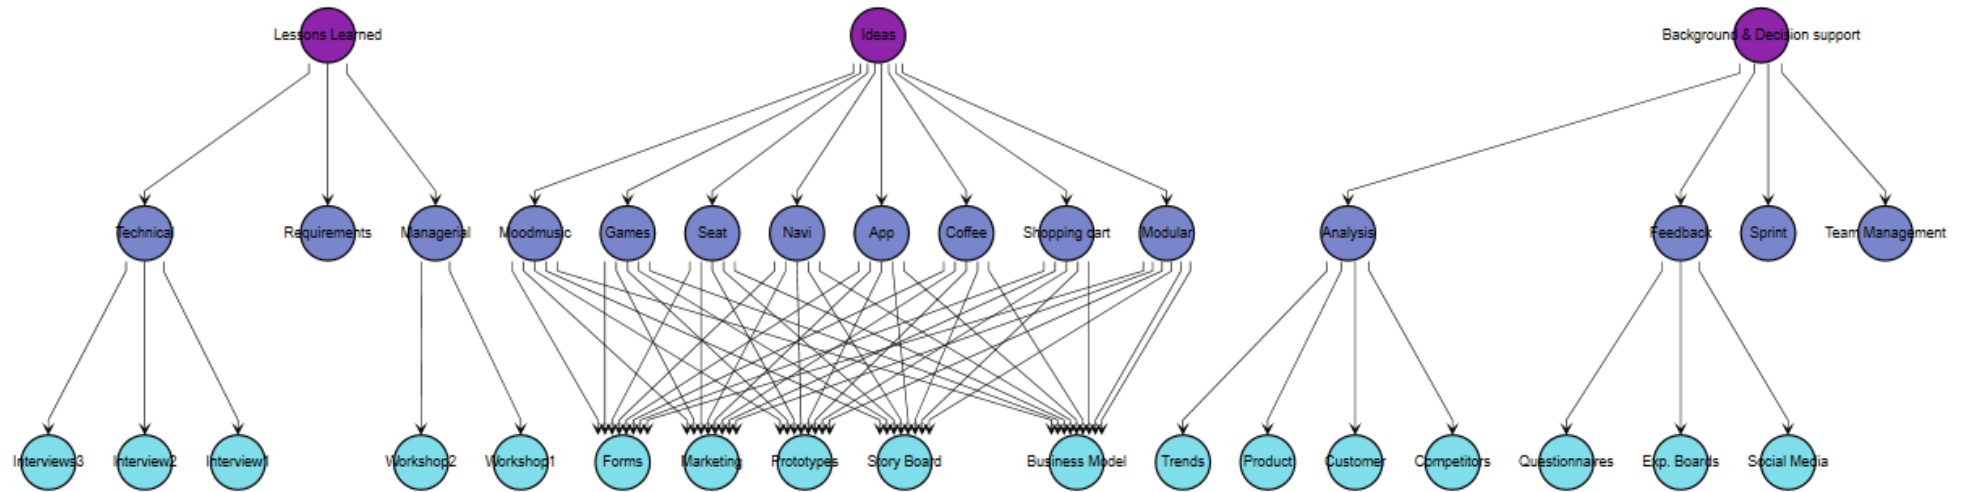 Lessons Learned
Ideas
Background & Decision support
Technical
Requirements
Managerial
Moodmusic
Games
Seat
Navi
App
Coffee
Shopping cart
Modular
Analysis
Feedback
Sprint
Team Management
Interviews3
Interview2
Interview1
Workshop2
Workshop1
Forms
Marketing
Prototypes
Story Board
Business Model
Trends
Product
Customer
Competitors
Questionnaires
Exp. Boards
Social Media